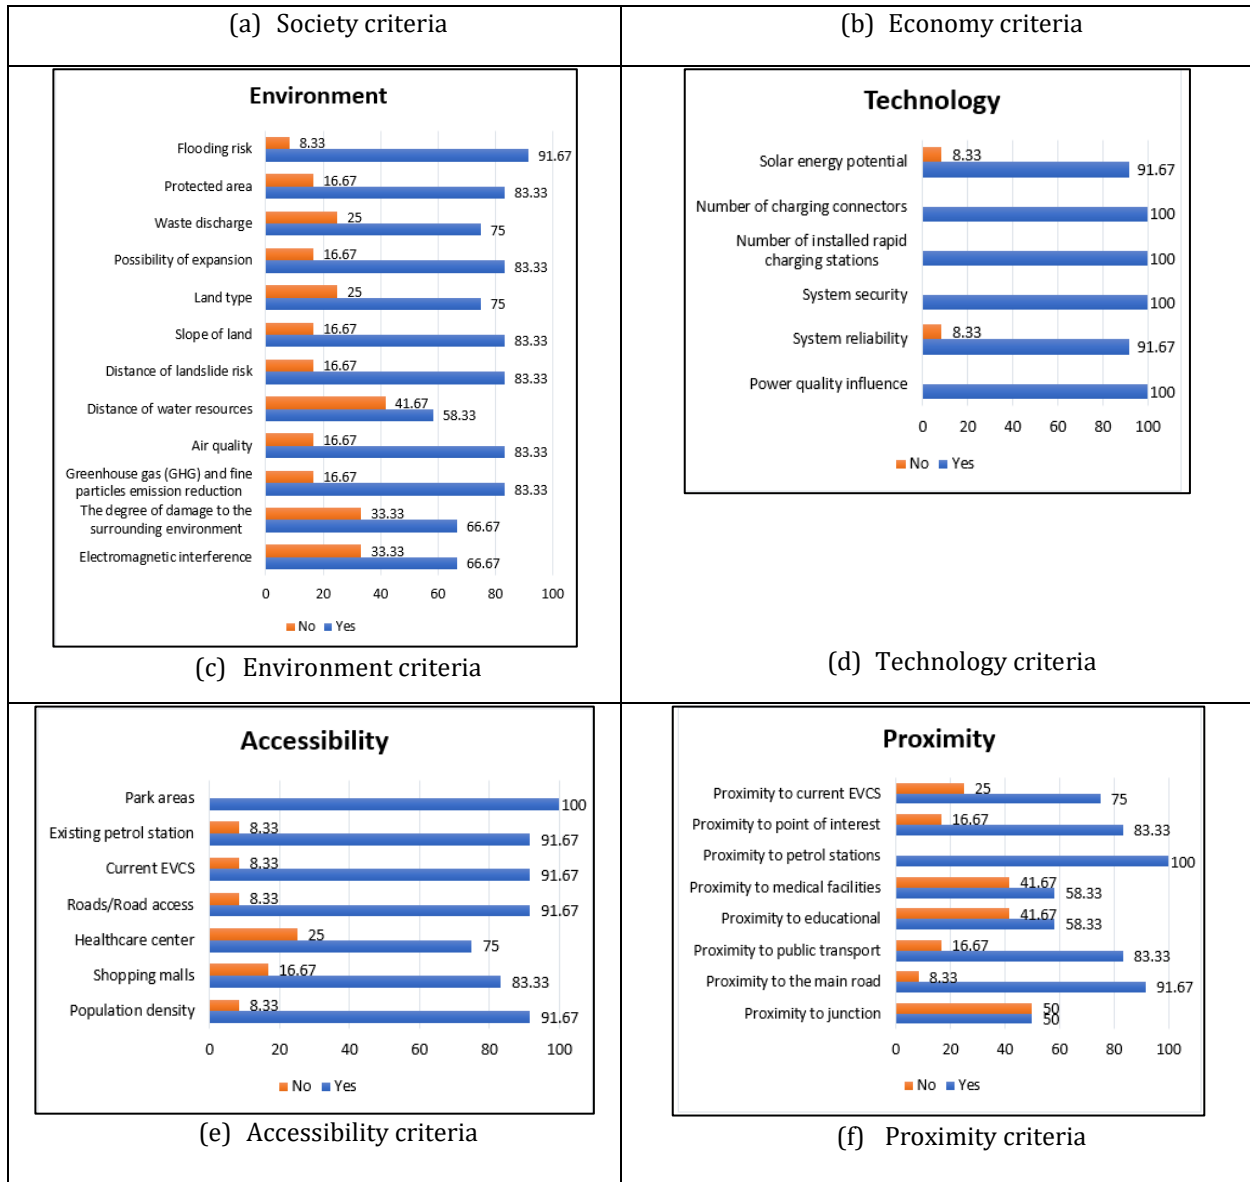 (a) Society criteria
(b) Economy criteria
Environment
Flooding risk
8.33
91.67
Protected area
16.67
83.33
Waste discharge
25
75
Possibility of expansion
16.67
83.33
Land type
25
75
Slope of land
16.67
83.33
Distance of landslide risk
16.67
83.33
Distance of water resources
41.67
58.33
Air quality
16.67
83.33
Greenhouse gas (GHG) and fine
particles emission reduction
16.67
83.33
The degree of damage to the
surrounding environment
33.33
66.67
Electromagnetic interference
33.33
66.67
0 20 40 60 80 100
No Yes
(c) Environment criteria
Technology
Solar energy potential
8.33
91.67
Number of charging connectors
100
Number of installed rapid
charging stations
100
System security
100
System reliability
8.33
91.67
Power quality influence
100
0 20 40 60 80 100
No Yes
(d) Technology criteria
Accessibility
Park areas
100
Existing petrol station
8.33
91.67
Current EVCS
8.33
91.67
Roads/Road access
8.33
91.67
Healthcare center
25
75
Shopping malls
16.67
83.33
Population density
8.33
91.67
0 20 40 60 80 100
No Yes
(e) Accessibility criteria
Proximity
Proximity to current EVCS
25
75
Proximity to point of interest
16.67
83.33
Proximity to petrol stations
100
Proximity to medical facilities
41.67
58.33
Proximity to educational
41.67
58.33
Proximity to public transport
16.67
83.33
Proximity to the main road
8.33
91.67
Proximity to junction
50
50
0 20 40 60 80 100
No Yes
(f) Proximity criteria